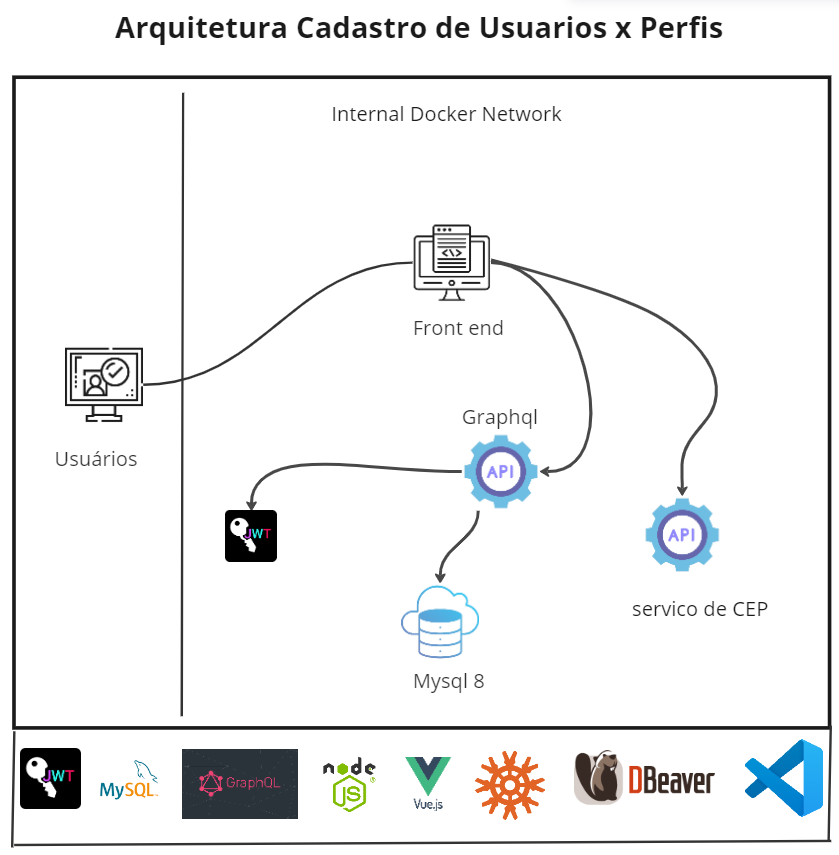 Arquitetura Cadastro de Usuarios x Perfis
Internal Docker Network
</>
Front end
Usuários
Graphql
API
JWT
API
servico de CEP
Mysql 8
JWT
MySQL
GraphQL
node
JS
Vue.js
DBeaver